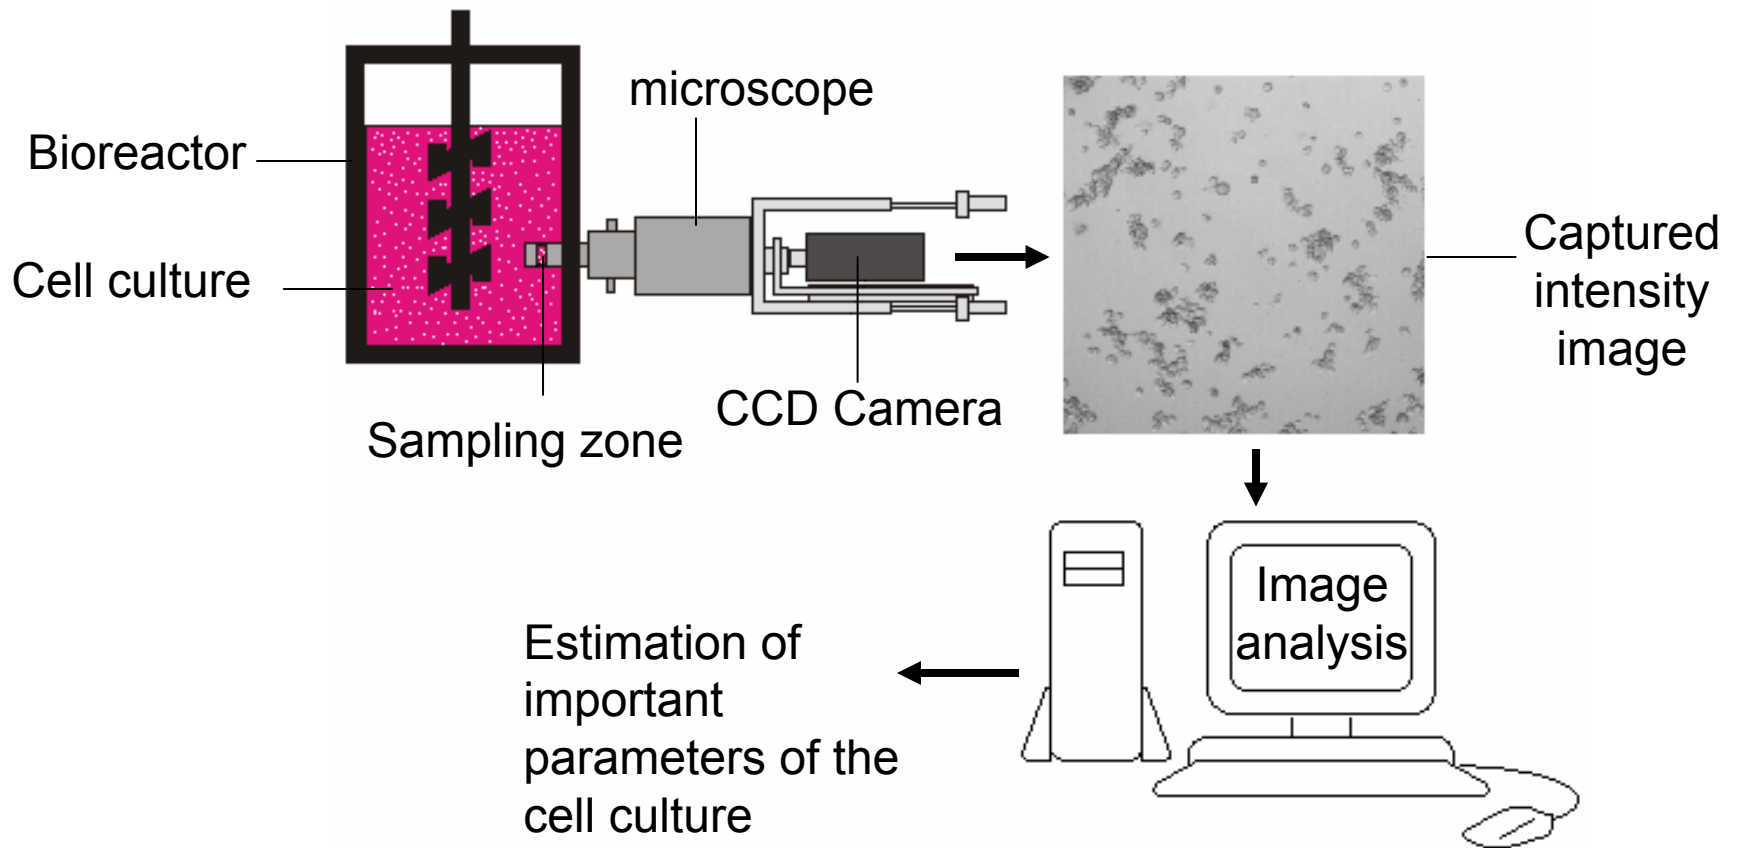 microscope
Bioreactor
Cell culture
Sampling zone
CCD Camera
Captured
intensity
image
Image
analysis
Estimation of
important
parameters of the
cell culture